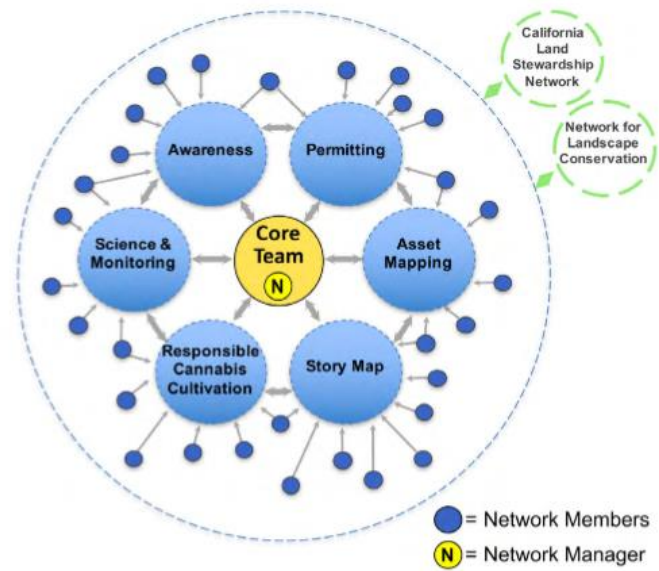 California
Land
Stewardship
Network
Network for
Landscape
Conservation
Awareness
Permitting
Science &
Monitoring
Core
Team
N
Asset
Mapping
Responsible
Cannabis
Cultivation
Story Map
= Network Members
N = Network Manager